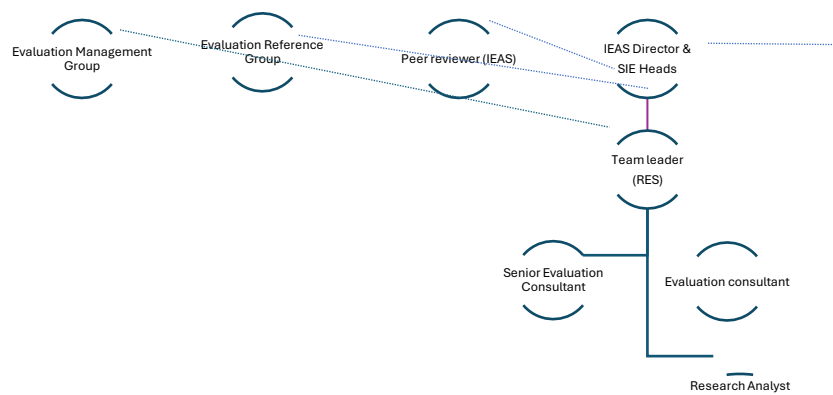 Evaluation Management
Group
Evaluation Reference
Group
Peer reviewer (IEAS)
IEAS Director &
SIE Heads
Team leader
(RES)
Senior Evaluation
Consultant
Evaluation consultant
Research Analyst